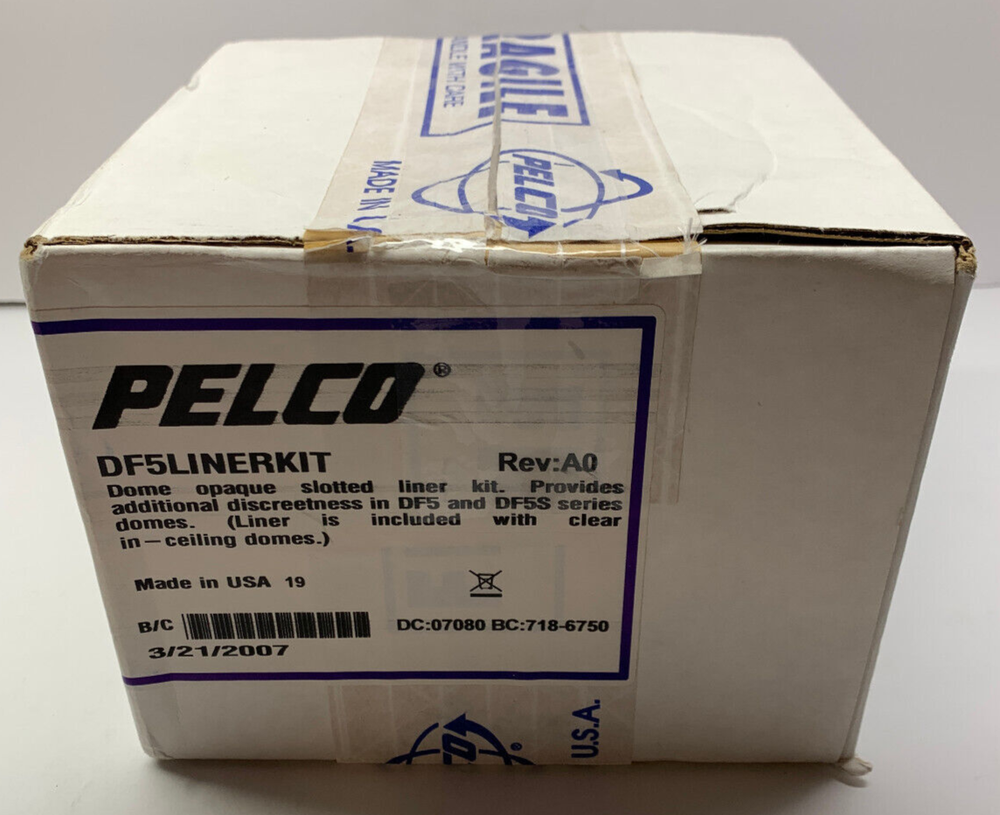 FRAGILE
HANDLE WITH CARE
PELCO
MADE IN U
PELCO®
DF5LINERKIT Rev:A0
Dome opaque slotted liner kit. Provides
additional discreetness in DF5 and DF5S series
domes. (Liner is included with clear
in-ceiling domes.)
Made in USA 19
B/C DC:07080 BC:718-6750
3/21/2007
U.S.A.